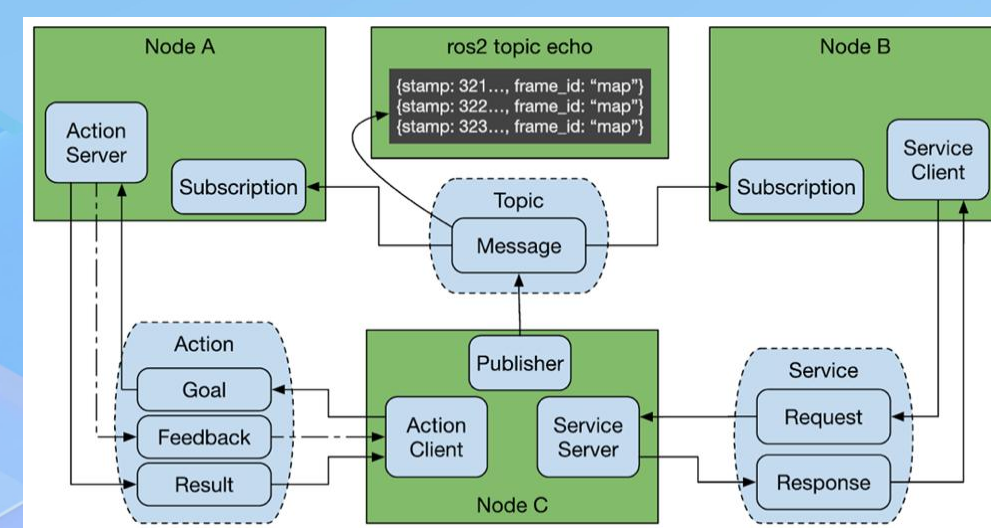 Node A
ros2 topic echo
Node B
{stamp: 321..., frame_id: “map”}
{stamp: 322..., frame_id: “map”}
{stamp: 323..., frame_id: “map”}
Action
Server
Subscription
Topic
Message
Subscription
Service
Client
Action
Goal
Feedback
Result
Publisher
Action
Client
Service
Server
Node C
Service
Request
Response